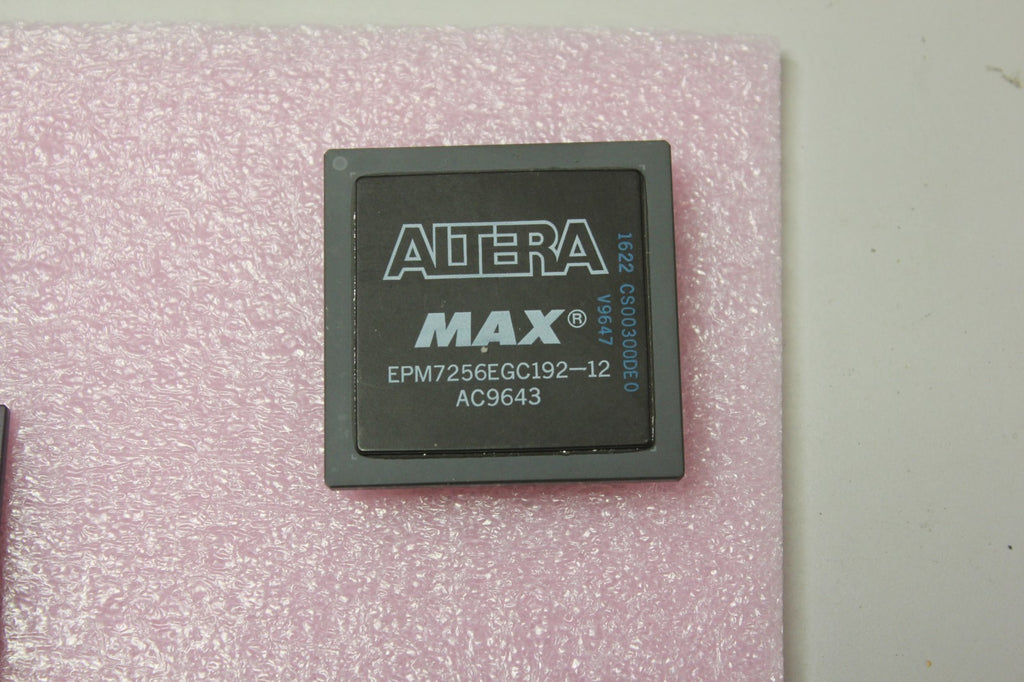 ALTERA
MAX®
EPM7256EGC192-12
AC9643
1622 CS00300DE0
V9647